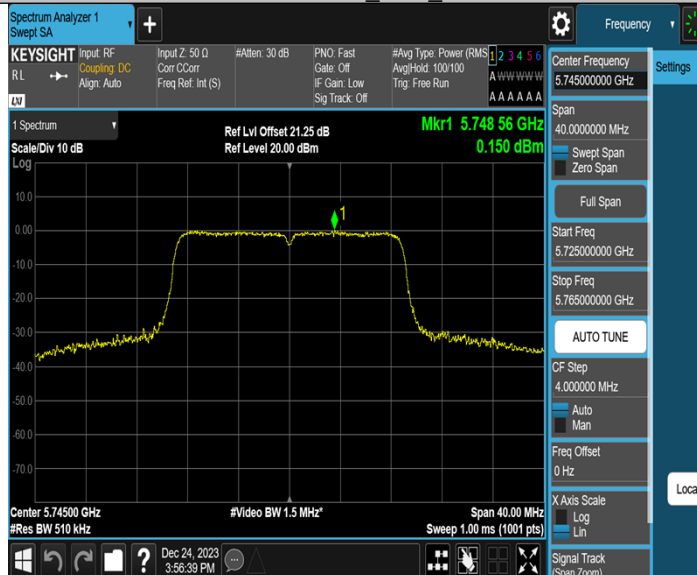 Spectrum Analyzer 1
Swept SA
Frequency
KEYSIGHT
RL
LXI
Input: RF
Coupling: DC
Align: Auto
Input Z: 50 Ω
Corr CCorr
Freq Ref: Int (S)
#Atten: 30 dB
PNO: Fast
Gate: Off
IF Gain: Low
Sig Track: Off
#Avg Type: Power (RMS
Avg|Hold: 100/100
Trig: Free Run
1 2 3 4 5 6
A W W W W W
A A A A A A
1 Spectrum
Scale/Div 10 dB
Ref Lvl Offset 21.25 dB
Ref Level 20.00 dBm
Mkr1 5.748 56 GHz
0.150 dBm
Log
10.0
0.00
-10.0
-20.0
-30.0
-40.0
-50.0
-60.0
-70.0
1
Center 5.74500 GHz
#Res BW 510 kHz
#Video BW 1.5 MHz*
Span 40.00 MHz
Sweep 1.00 ms (1001 pts)
?
Dec 24, 2023
3:56:39 PM
Center Frequency
5.745000000 GHz
Settings
Span
40.0000000 MHz
Swept Span
Zero Span
Full Span
Start Freq
5.725000000 GHz
Stop Freq
5.765000000 GHz
AUTO TUNE
CF Step
4.000000 MHz
Auto
Man
Freq Offset
0 Hz
X Axis Scale
Log
Lin
Loca
Signal Track
(Span Zoom)